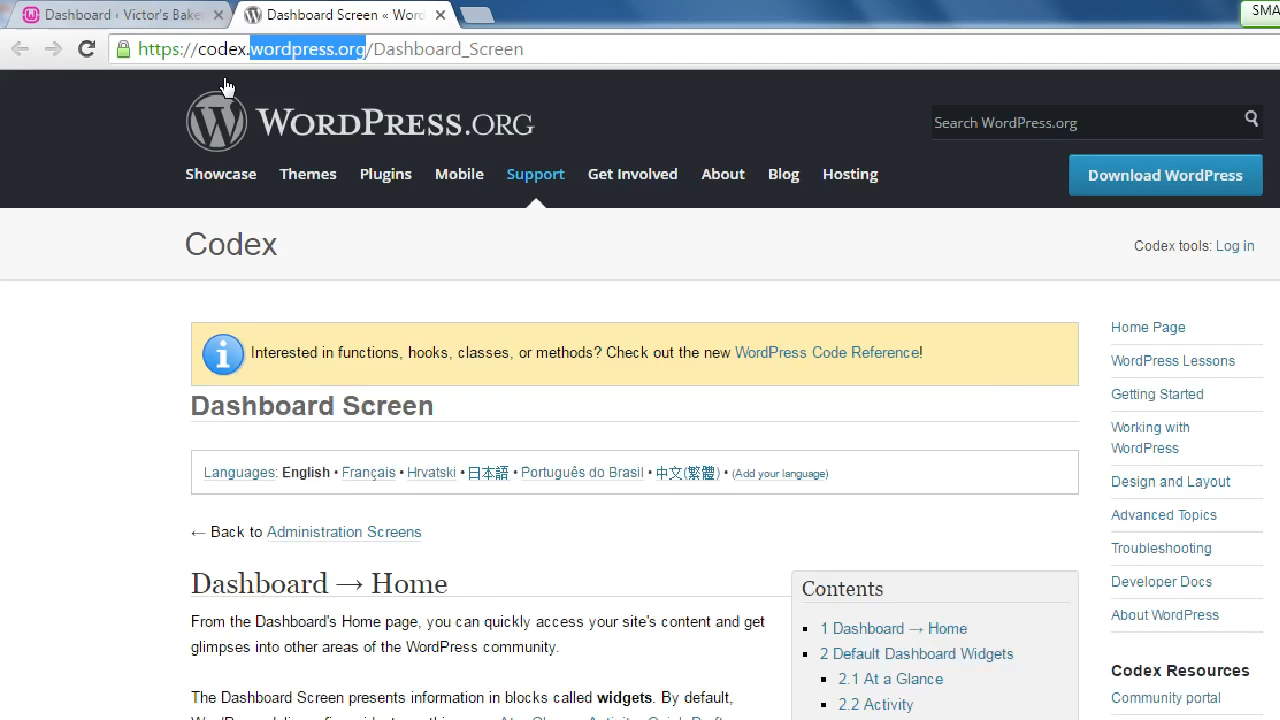 Dashboard ‹ Victor's Baker
Dashboard Screen « Word
SMA
https://codex.wordpress.org/Dashboard_Screen
WORDPRESS.ORG
Search WordPress.org
Showcase Themes Plugins Mobile Support Get Involved About Blog Hosting
Download WordPress
Codex
Codex tools: Log in
Interested in functions, hooks, classes, or methods? Check out the new WordPress Code Reference!
Dashboard Screen
Languages: English • Français • Hrvatski • 日本語 • Português do Brasil • 中文(繁體) • (Add your language)
← Back to Administration Screens
Dashboard → Home
From the Dashboard's Home page, you can quickly access your site's content and get
glimpses into other areas of the WordPress community.
The Dashboard Screen presents information in blocks called widgets. By default,
Contents
1 Dashboard → Home
2 Default Dashboard Widgets
2.1 At a Glance
2.2 Activity
Home Page
WordPress Lessons
Getting Started
Working with
WordPress
Design and Layout
Advanced Topics
Troubleshooting
Developer Docs
About WordPress
Codex Resources
Community portal